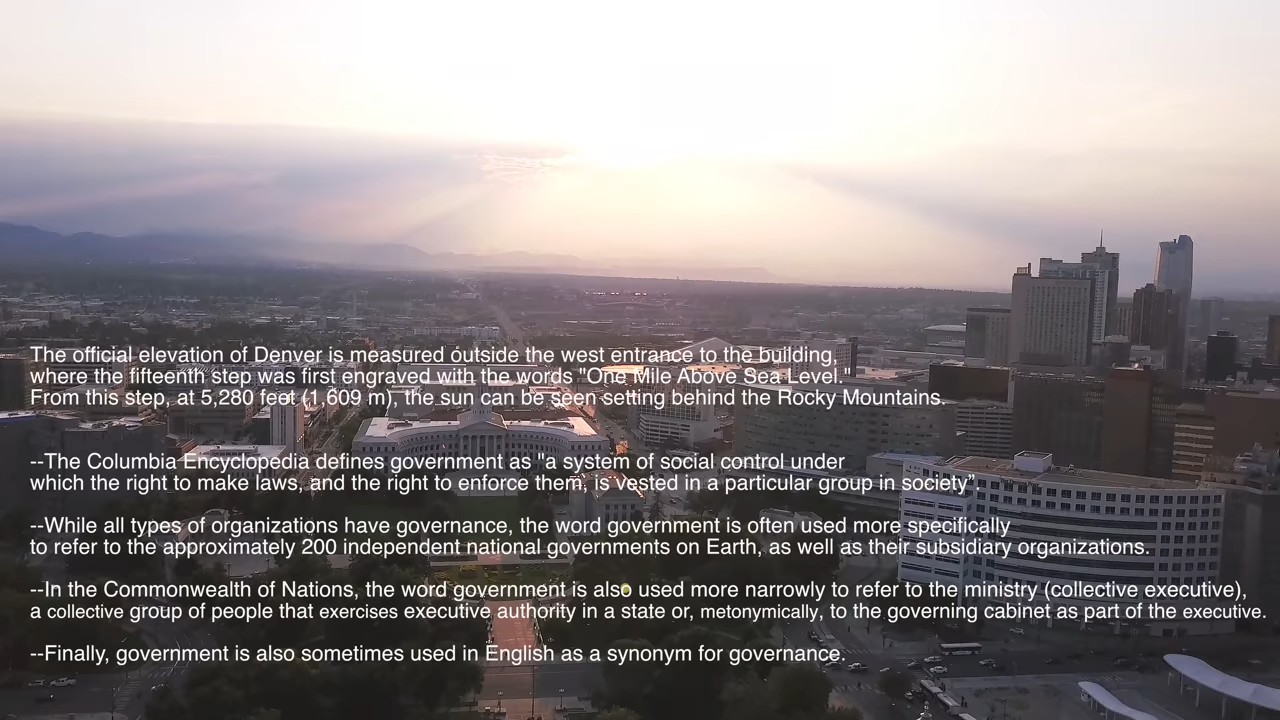 The official elevation of Denver is measured outside the west entrance to the building,
where the fifteenth step was first engraved with the words "One Mile Above Sea Level.
From this step, at 5,280 feet (1,609 m), the sun can be seen setting behind the Rocky Mountains.
--The Columbia Encyclopedia defines government as "a system of social control under
which the right to make laws, and the right to enforce them, is vested in a particular group in society"
--While all types of organizations have governance, the word government is often used more specifically
to refer to the approximately 200 independent national governments on Earth, as well as their subsidiary organizations.
--In the Commonwealth of Nations, the word government is also used more narrowly to refer to the ministry (collective executive),
a collective group of people that exercises executive authority in a state or, metonymically, to the governing cabinet as part of the executive.
--Finally, government is also sometimes used in English as a synonym for governance.